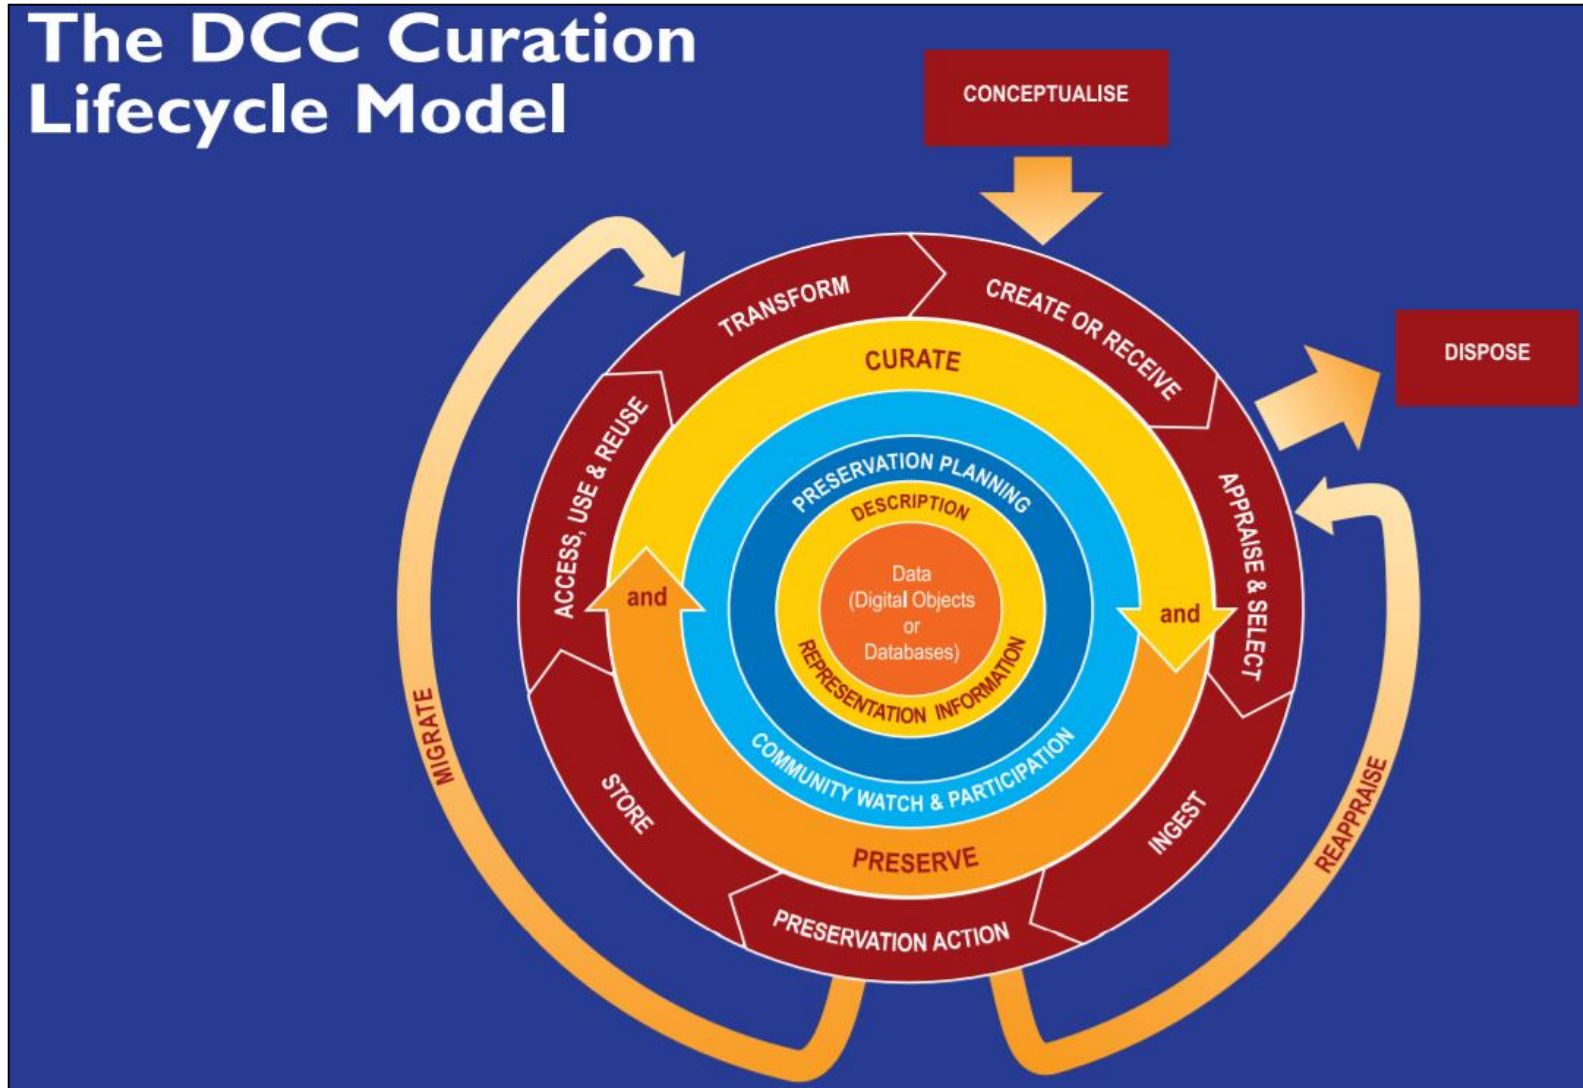 The DCC Curation
Lifecycle Model
CONCEPTUALISE
DISPOSE
TRANSFORM
CREATE OR RECEIVE
APPRAISE & SELECT
INGEST
PRESERVATION ACTION
STORE
ACCESS, USE & REUSE
MIGRATE
REAPPRAISE
CURATE
and
PRESERVE
and
PRESERVATION PLANNING
COMMUNITY WATCH & PARTICIPATION
DESCRIPTION
REPRESENTATION INFORMATION
Data
(Digital Objects
or
Databases)